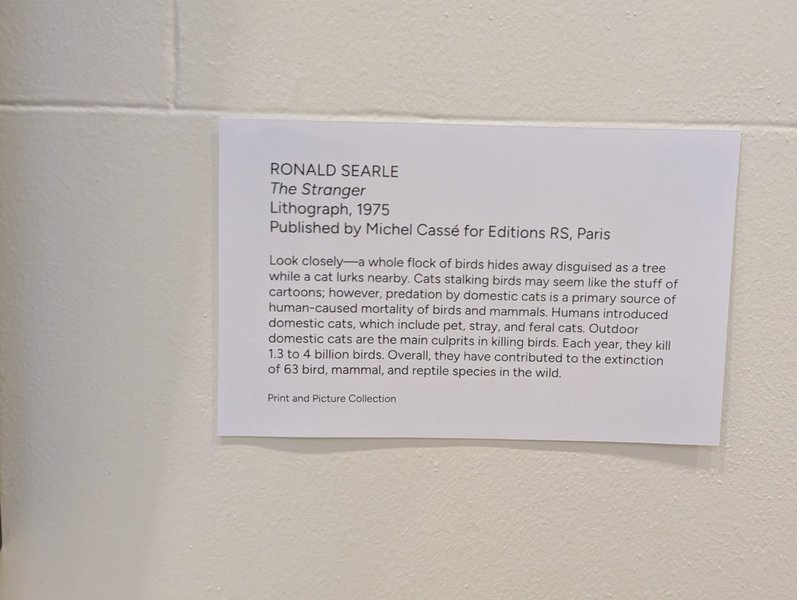 RONALD SEARLE
The Stranger
Lithograph, 1975
Published by Michel Cassé for Editions RS, Paris
Look closely—a whole flock of birds hides away disguised as a tree
while a cat lurks nearby. Cats stalking birds may seem like the stuff of
cartoons; however, predation by domestic cats is a primary source of
human-caused mortality of birds and mammals. Humans introduced
domestic cats, which include pet, stray, and feral cats. Outdoor
domestic cats are the main culprits in killing birds. Each year, they kill
1.3 to 4 billion birds. Overall, they have contributed to the extinction
of 63 bird, mammal, and reptile species in the wild.
Print and Picture Collection